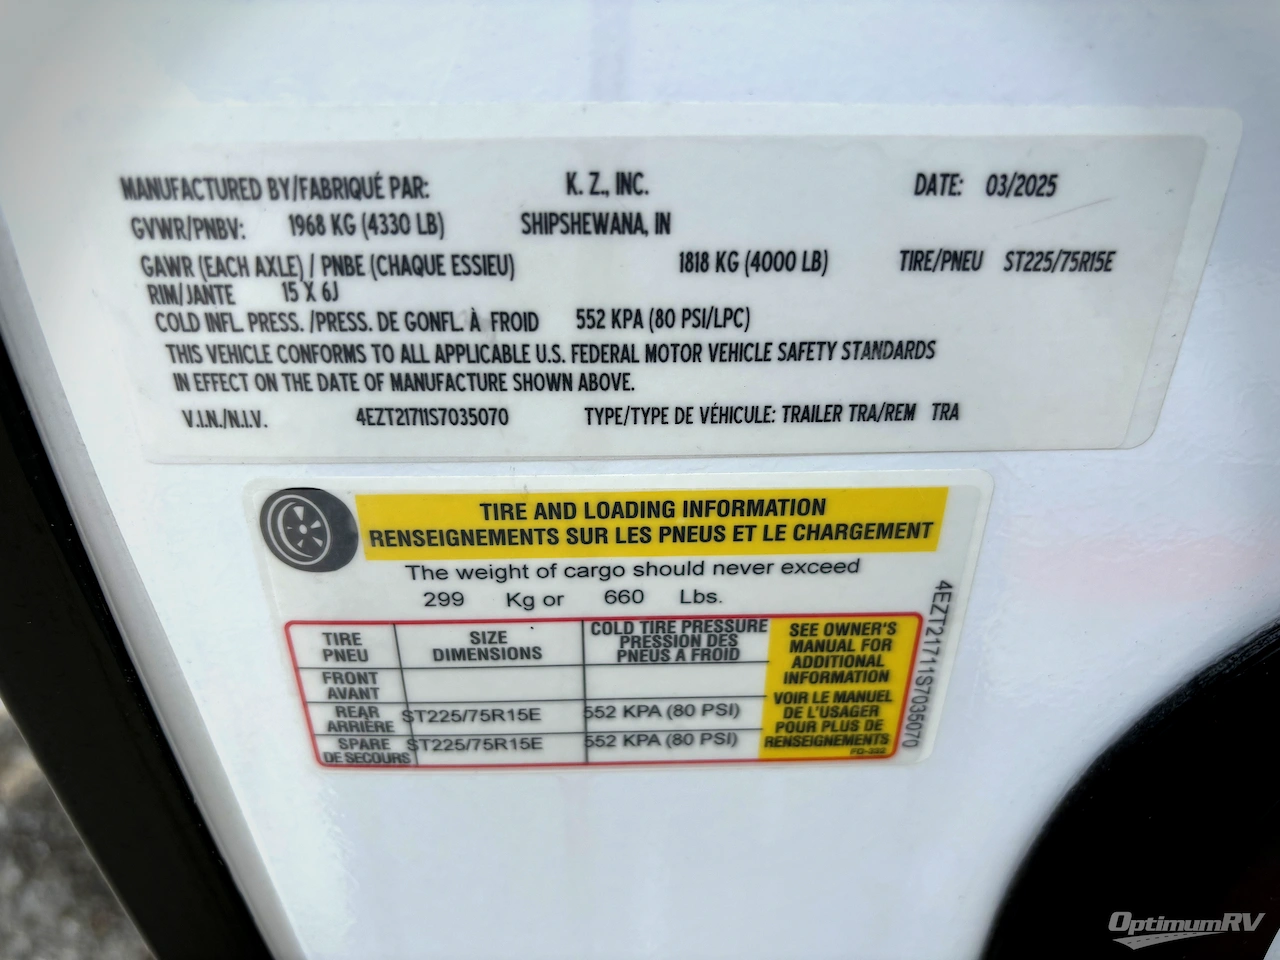 MANUFACTURED BY/FABRIQUÉ PAR: K. Z., INC. DATE: 03/2025
GVWR/PNBV: 1968 KG (4330 LB) SHIPSHEWANA, IN
GAWR (EACH AXLE) / PNBE (CHAQUE ESSIEU) 1818 KG (4000 LB) TIRE/PNEU ST225/75R15E
RIM/JANTE 15 X 6J
COLD INFL. PRESS. /PRESS. DE GONFL. À FROID 552 KPA (80 PSI/LPC)
THIS VEHICLE CONFORMS TO ALL APPLICABLE U.S. FEDERAL MOTOR VEHICLE SAFETY STANDARDS
IN EFFECT ON THE DATE OF MANUFACTURE SHOWN ABOVE.
V.I.N./N.I.V. 4EZT21711S7035070 TYPE/TYPE DE VÉHICULE: TRAILER TRA/REM TRA
TIRE AND LOADING INFORMATION
RENSEIGNEMENTS SUR LES PNEUS ET LE CHARGEMENT
The weight of cargo should never exceed
299 Kg or 660 Lbs.
TIRE
PNEU
SIZE
DIMENSIONS
COLD TIRE PRESSURE
PRESSION DES
PNEUS A FROID
FRONT
AVANT
REAR
ARRIÈRE
ST225/75R15E
552 KPA (80 PSI)
SPARE
DE SECOURS
ST225/75R15E
552 KPA (80 PSI)
SEE OWNER'S
MANUAL FOR
ADDITIONAL
INFORMATION
VOIR LE MANUEL
DE L'USAGER
POUR PLUS DE
RENSEIGNEMENTS
4EZT21711S7035070
OptimumRV